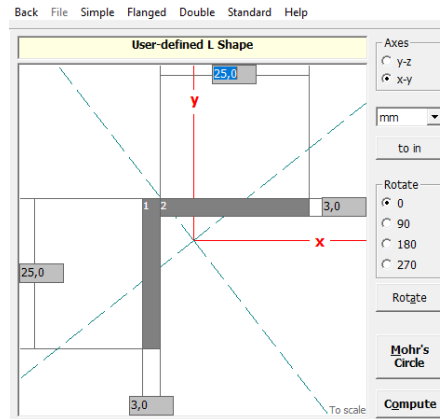 Back File Simple Flanged Double Standard Help
User-defined L Shape
Axes
y-z
x-y
mm
to in
Rotate
0
90
180
270
Rotate
Mohr's
Circle
Compute
25,0
y
1 2
3,0
x
25,0
3,0
To scale